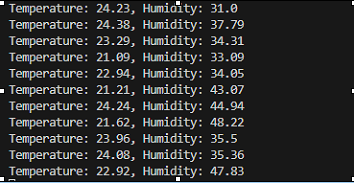 Temperature: 24.23, Humidity: 31.0
Temperature: 24.38, Humidity: 37.79
Temperature: 23.29, Humidity: 34.31
Temperature: 21.09, Humidity: 33.09
Temperature: 22.94, Humidity: 34.05
Temperature: 21.21, Humidity: 43.07
Temperature: 24.24, Humidity: 44.94
Temperature: 21.62, Humidity: 48.22
Temperature: 23.96, Humidity: 35.5
Temperature: 24.08, Humidity: 35.36
Temperature: 22.92, Humidity: 47.83